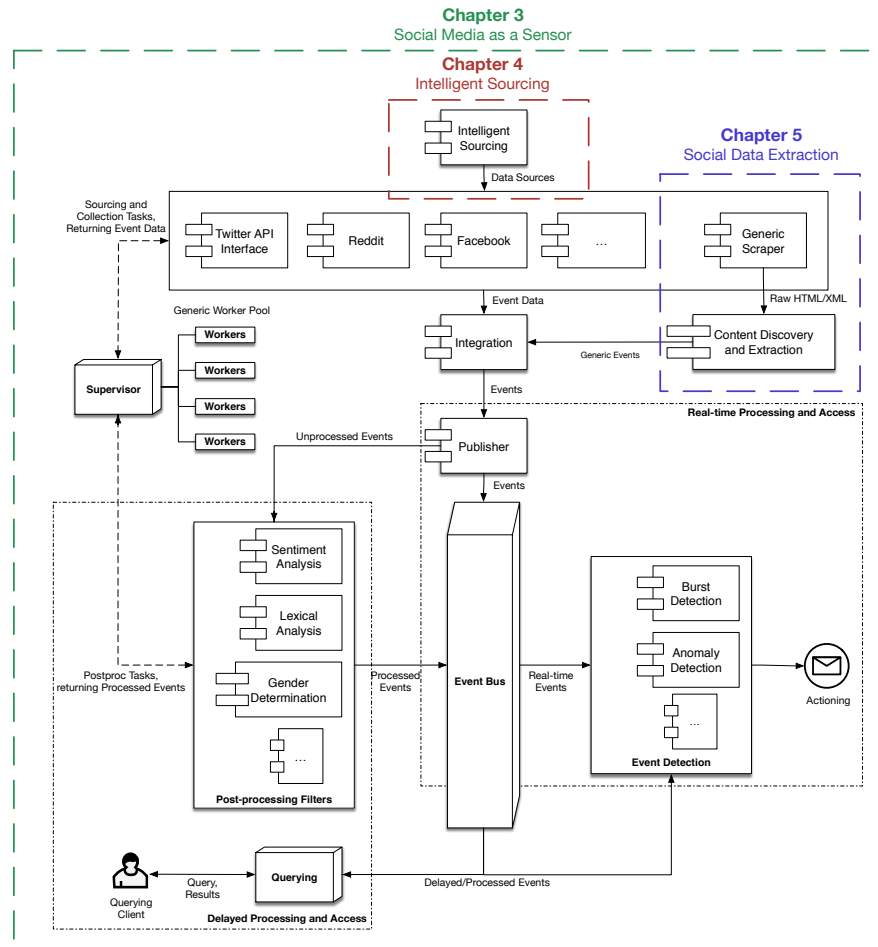 Chapter 3
Social Media as a Sensor
Chapter 4
Intelligent Sourcing
Intelligent
Sourcing
Data Sources
Chapter 5
Social Data Extraction
Sourcing and
Collection Tasks,
Returning Event Data
Twitter API
Interface
Reddit
Facebook
...
Generic
Scraper
Event Data
Raw HTML/XML
Generic Worker Pool
Workers
Workers
Workers
Workers
Supervisor
Integration
Generic Events
Content Discovery
and Extraction
Events
Real-time Processing and Access
Unprocessed Events
Publisher
Events
Sentiment
Analysis
Lexical
Analysis
Gender
Determination
...
Post-processing Filters
Postproc Tasks,
returning Processed Events
Processed
Events
Event Bus
Real-time
Events
Burst
Detection
Anomaly
Detection
...
Event Detection
Actioning
Querying
Client
Query,
Results
Querying
Delayed/Processed Events
Delayed Processing and Access